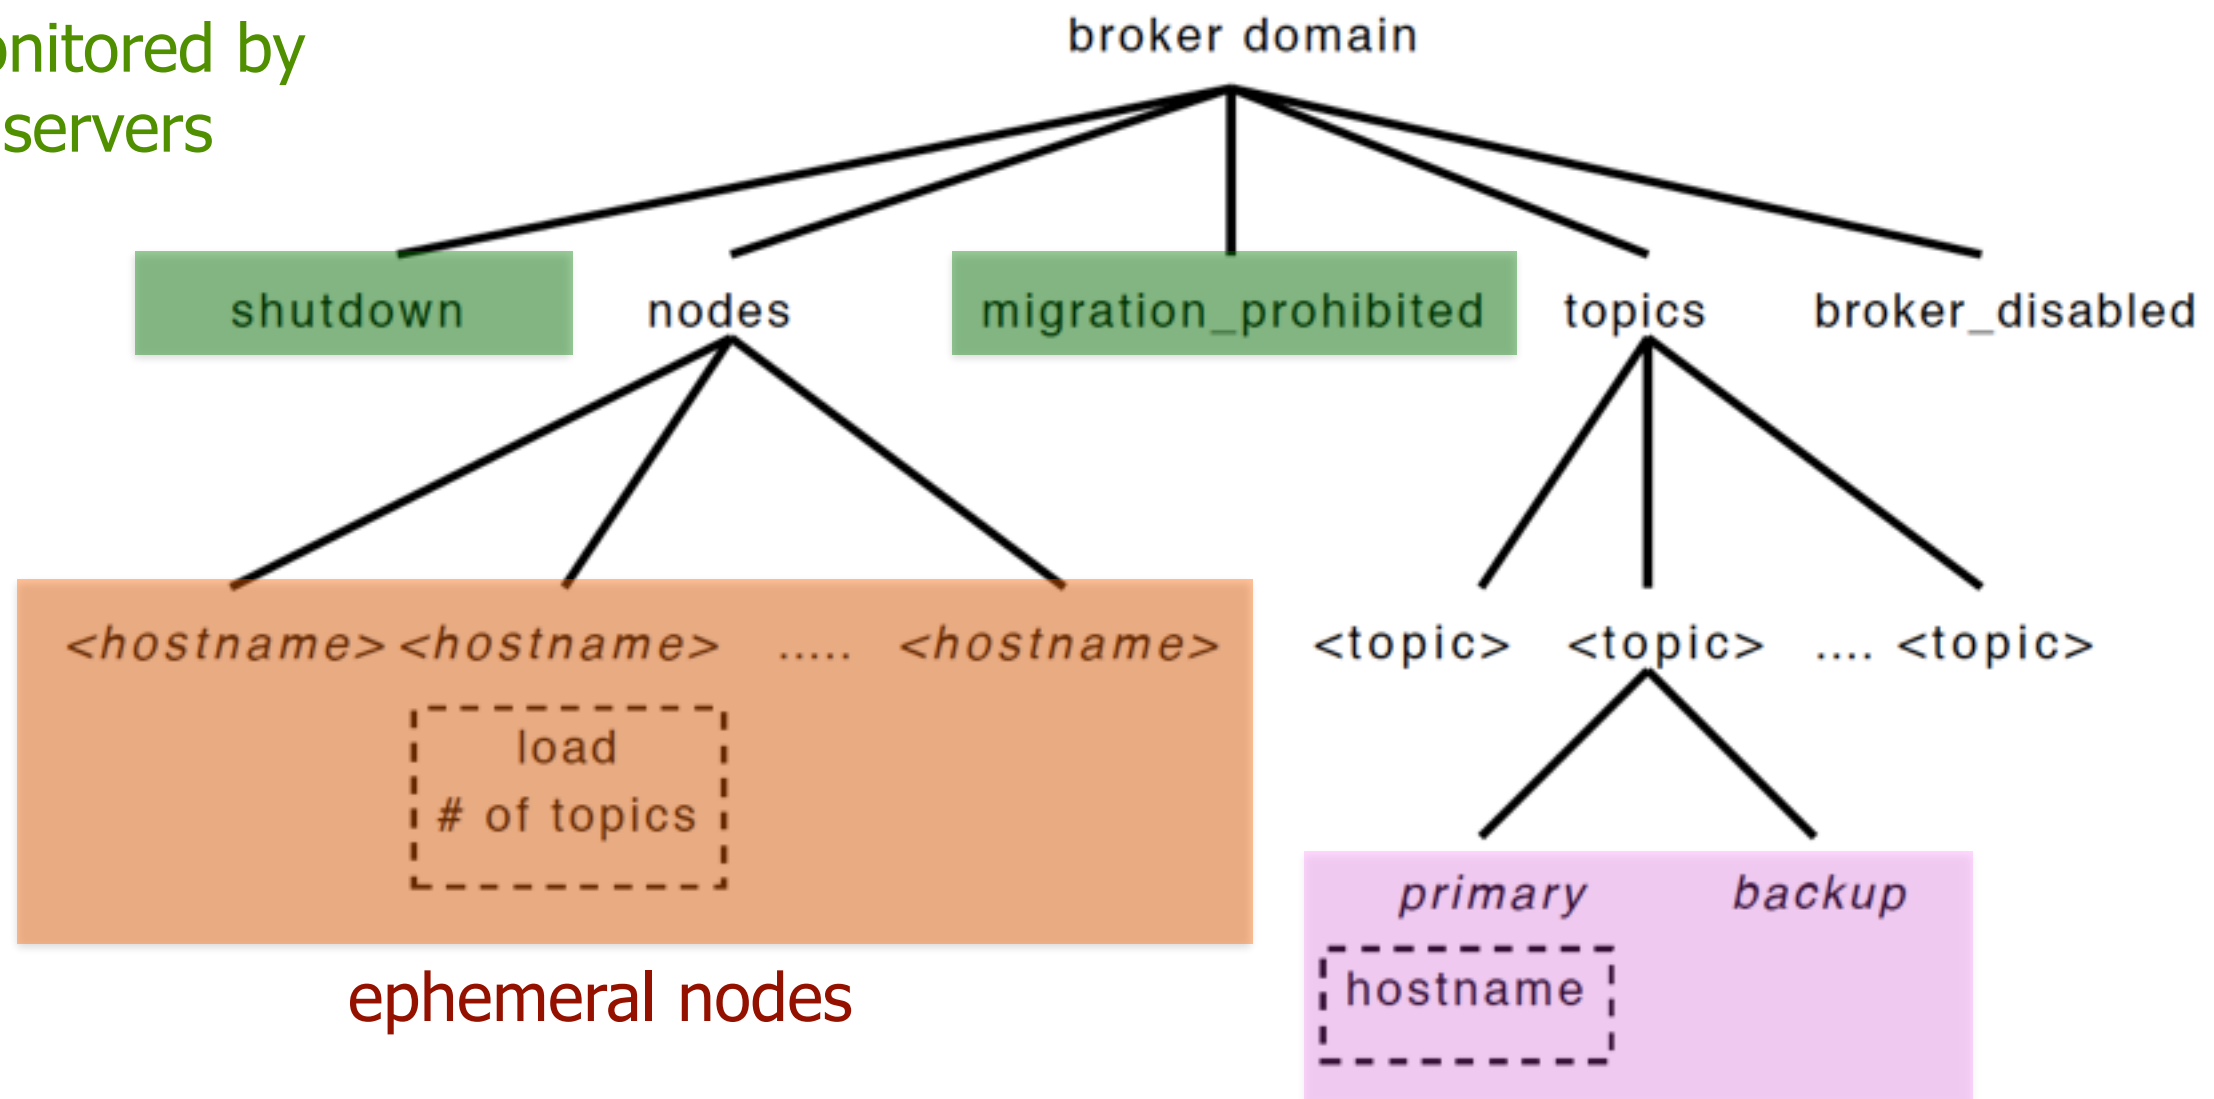 broker domain
onitored by
servers
shutdown
nodes
migration_prohibited
topics
broker_disabled
<hostname> <hostname> ..... <hostname>
<topic> <topic> .... <topic>
load
# of topics
primary
backup
hostname
ephemeral nodes